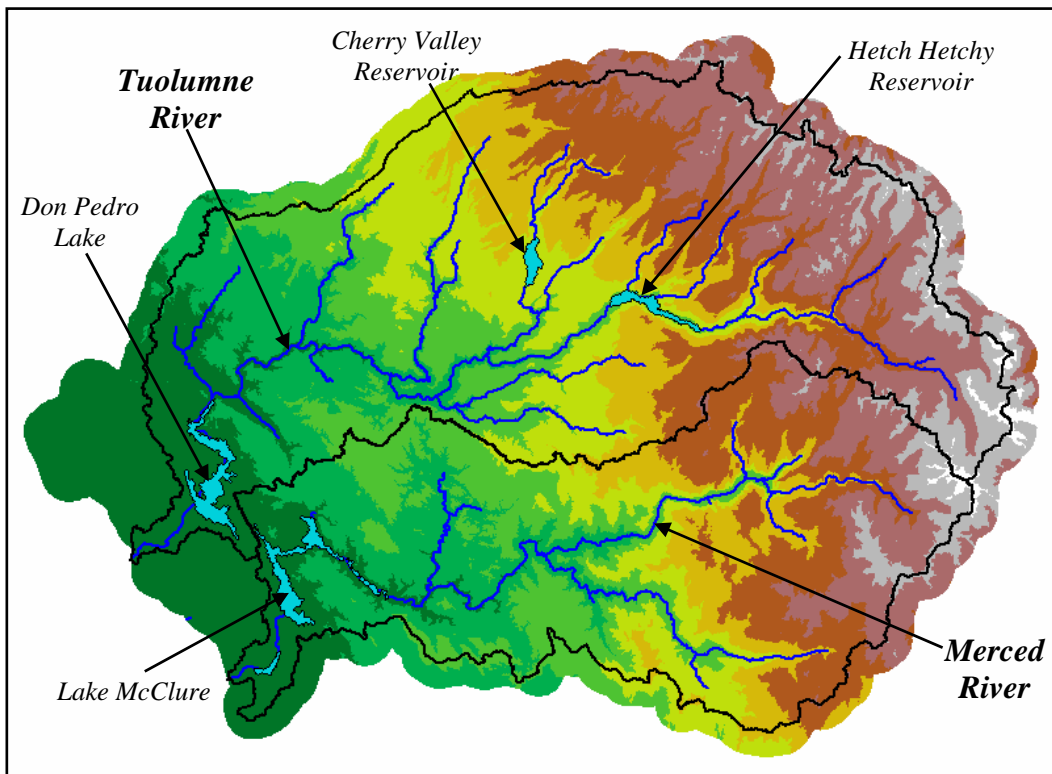 Cherry Valley
Reservoir
Hetch Hetchy
Reservoir
Tuolumne
River
Don Pedro
Lake
Lake McClure
Merced
River